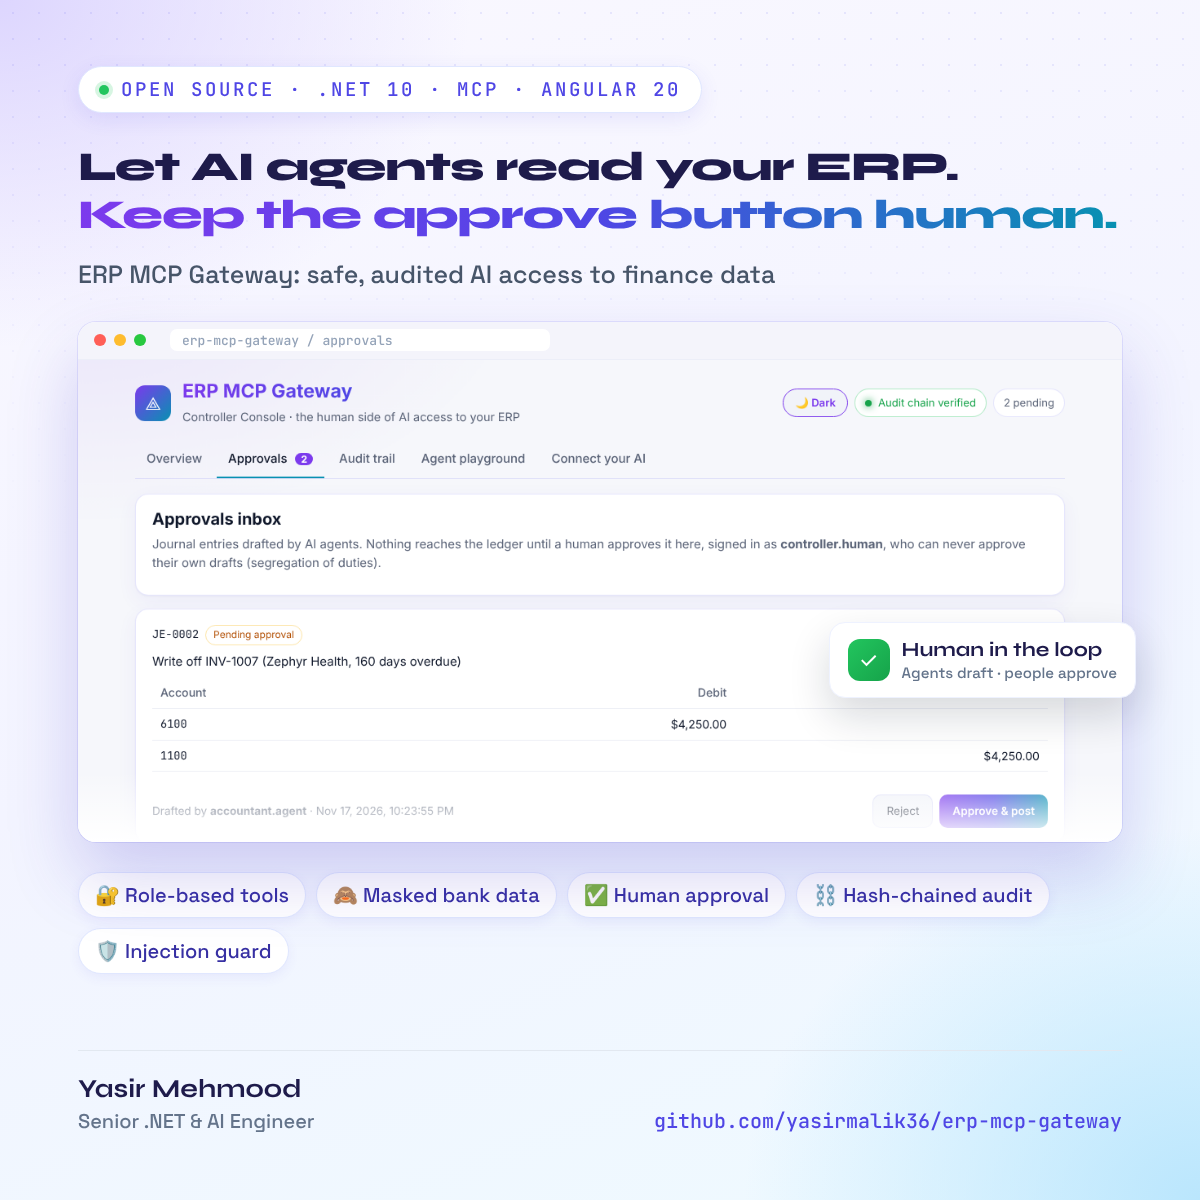 OPEN SOURCE · .NET 10 · MCP · ANGULAR 20
Let AI agents read your ERP.
Keep the approve button human.
ERP MCP Gateway: safe, audited AI access to finance data
erp-mcp-gateway / approvals
ERP MCP Gateway
Controller Console · the human side of AI access to your ERP
🌙 Dark
Audit chain verified
2 pending
Overview
Approvals 2
Audit trail
Agent playground
Connect your AI
Approvals inbox
Journal entries drafted by AI agents. Nothing reaches the ledger until a human approves it here, signed in as controller.human, who can never approve
their own drafts (segregation of duties).
JE-0002 Pending approval
Write off INV-1007 (Zephyr Health, 160 days overdue)
Human in the loop
Agents draft · people approve
Account Debit
6100 $4,250.00
1100 $4,250.00
Drafted by accountant.agent · Nov 17, 2026, 10:23:55 PM
Reject
Approve & post
🔐 Role-based tools
🙈 Masked bank data
✅ Human approval
⛓️ Hash-chained audit
🛡️ Injection guard
Yasir Mehmood
Senior .NET & AI Engineer
github.com/yasirmalik36/erp-mcp-gateway